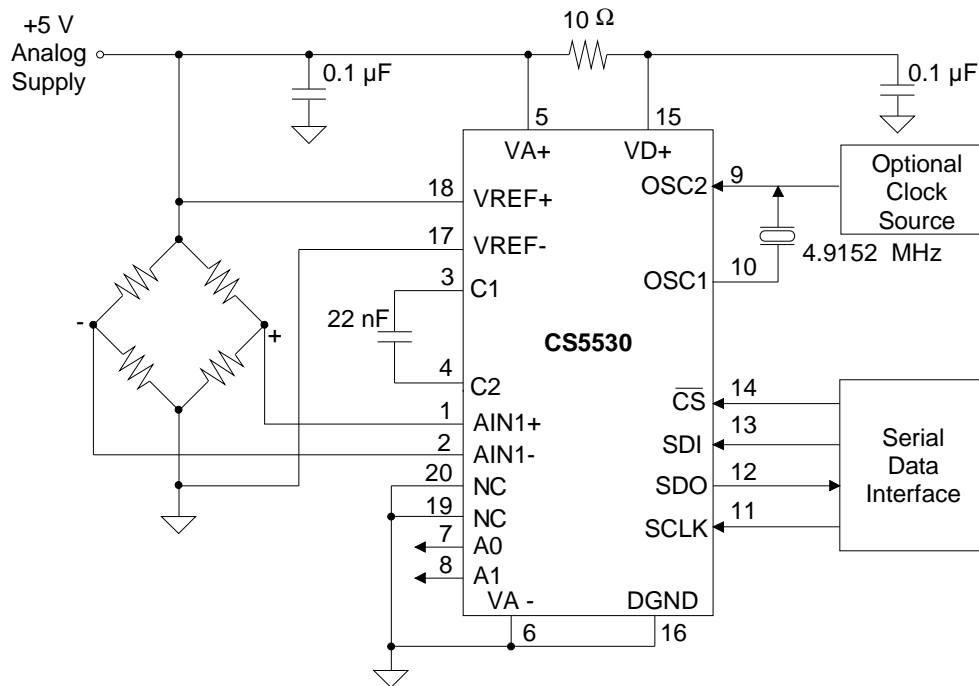 +5 V
Analog
Supply
0.1 µF
10 Ω
0.1 µF
5
15
VA+
VD+
18
VREF+
17
VREF-
3
C1
22 nF
4
C2
1
AIN1+
2
AIN1-
20
NC
19
NC
7
A0
8
A1
VA -
6
DGND
16
CS5530
OSC2
9
Optional
Clock
Source
4.9152 MHz
10
OSC1
CS
14
SDI
13
SDO
12
SCLK
11
Serial
Data
Interface
-
+